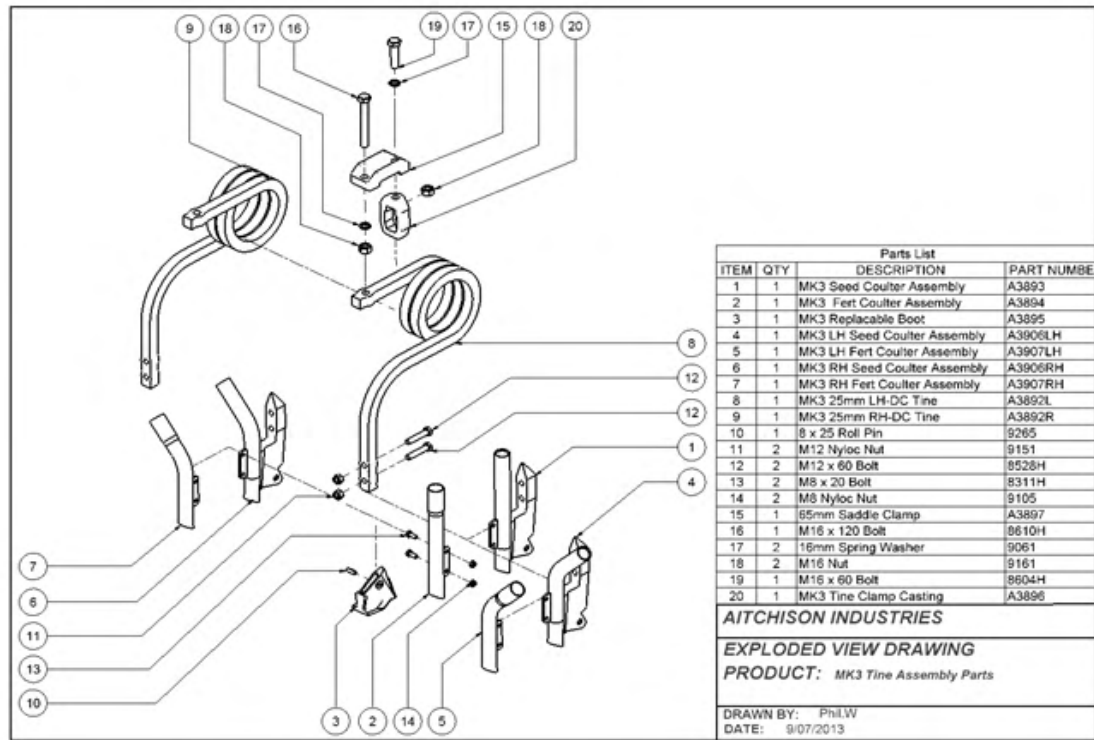 9 18 17 16 19 17 15 18 20
8
12
12
1
4
7
6
11
13
10
3 2 14 5
Parts List
ITEM QTY DESCRIPTION PART NUMBE
1 1 MK3 Seed Coulter Assembly A3893
2 1 MK3 Fert Coulter Assembly A3894
3 1 MK3 Replacable Boot A3895
4 1 MK3 LH Seed Coulter Assembly A3906LH
5 1 MK3 LH Fert Coulter Assembly A3907LH
6 1 MK3 RH Seed Coulter Assembly A3906RH
7 1 MK3 RH Fert Coulter Assembly A3907RH
8 1 MK3 25mm LH-DC Tine A3892L
9 1 MK3 25mm RH-DC Tine A3892R
10 1 8 x 25 Roll Pin 9265
11 2 M12 Nyloc Nut 9151
12 2 M12 x 60 Bolt 8528H
13 2 M8 x 20 Bolt 8311H
14 2 M8 Nyloc Nut 9105
15 1 65mm Saddle Clamp A3897
16 1 M16 x 120 Bolt 8610H
17 2 16mm Spring Washer 9061
18 2 M16 Nut 9161
19 1 M16 x 60 Bolt 8604H
20 1 MK3 Tine Clamp Casting A3896
AITCHISON INDUSTRIES
EXPLODED VIEW DRAWING
PRODUCT: MK3 Tine Assembly Parts
DRAWN BY: Phil.W
DATE: 9/07/2013